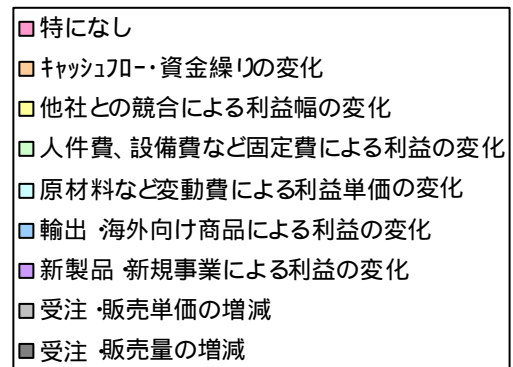 特になし
ｷｬｯｼｭﾌﾛｰ・資金繰りの変化
他社との競合による利益幅の変化
人件費、設備費など固定費による利益の変化
原材料など変動費による利益単価の変化
輸出・海外向け商品による利益の変化
新製品・新規事業による利益の変化
受注・販売単価の増減
受注・販売量の増減